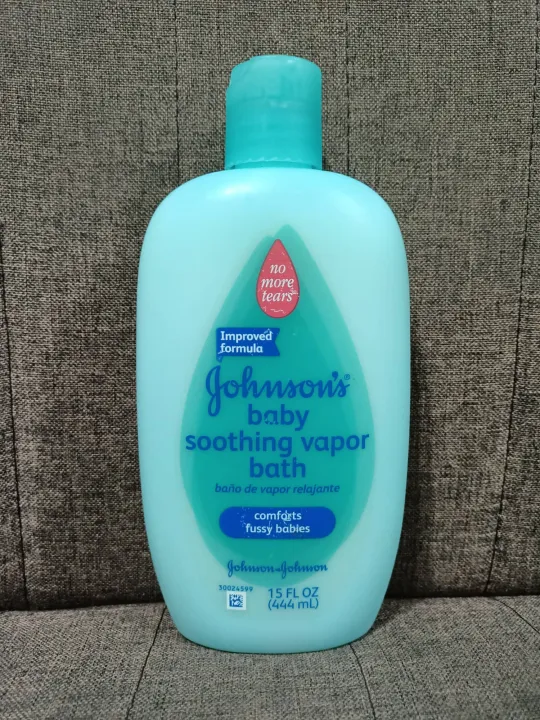 no
more
tears
Improved
formula
Johnson's®
baby
soothing vapor
bath
baño de vapor relajante
comforts
fussy babies
Johnson & Johnson
30024599
15 FL OZ
(444 mL)